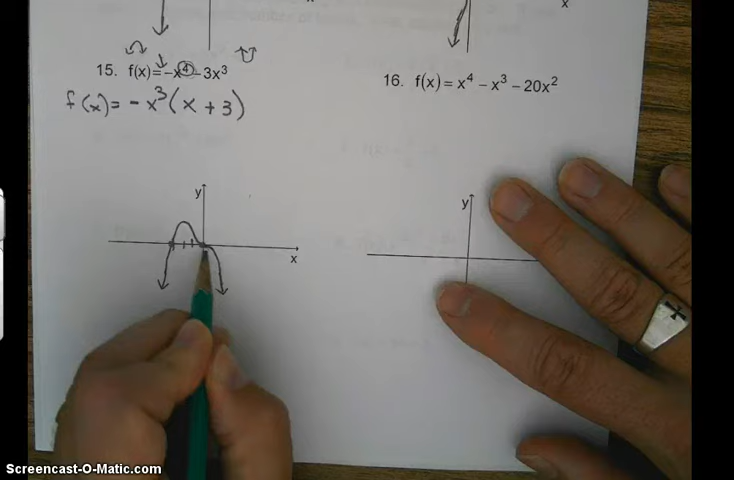 x
15. f(x) = -x⁴ - 3x³
f(x) = -x³(x + 3)
16. f(x) = x⁴ - x³ - 20x²
y
x
y
Screencast-O-Matic.com